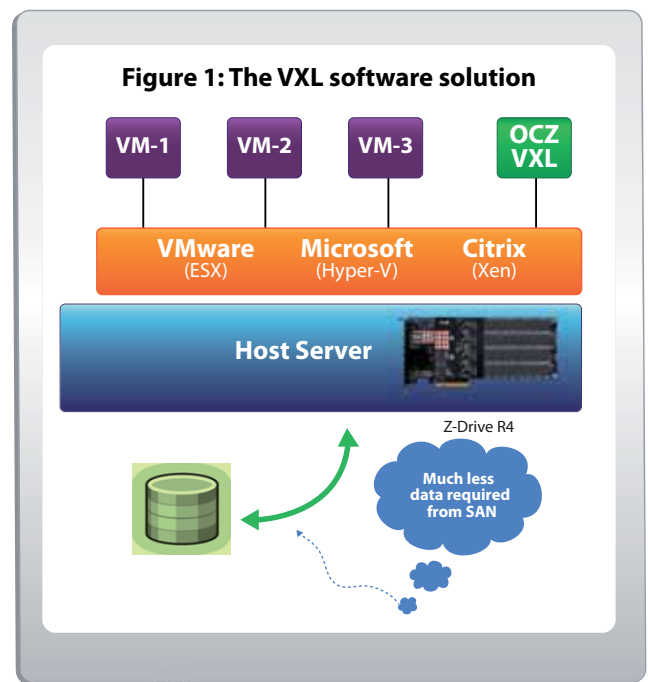 Figure 1: The VXL software solution
VM-1
VM-2
VM-3
OCZ
VXL
VMware
(ESX)
Microsoft
(Hyper-V)
Citrix
(Xen)
Host Server
Z-Drive R4
Much less
data required
from SAN